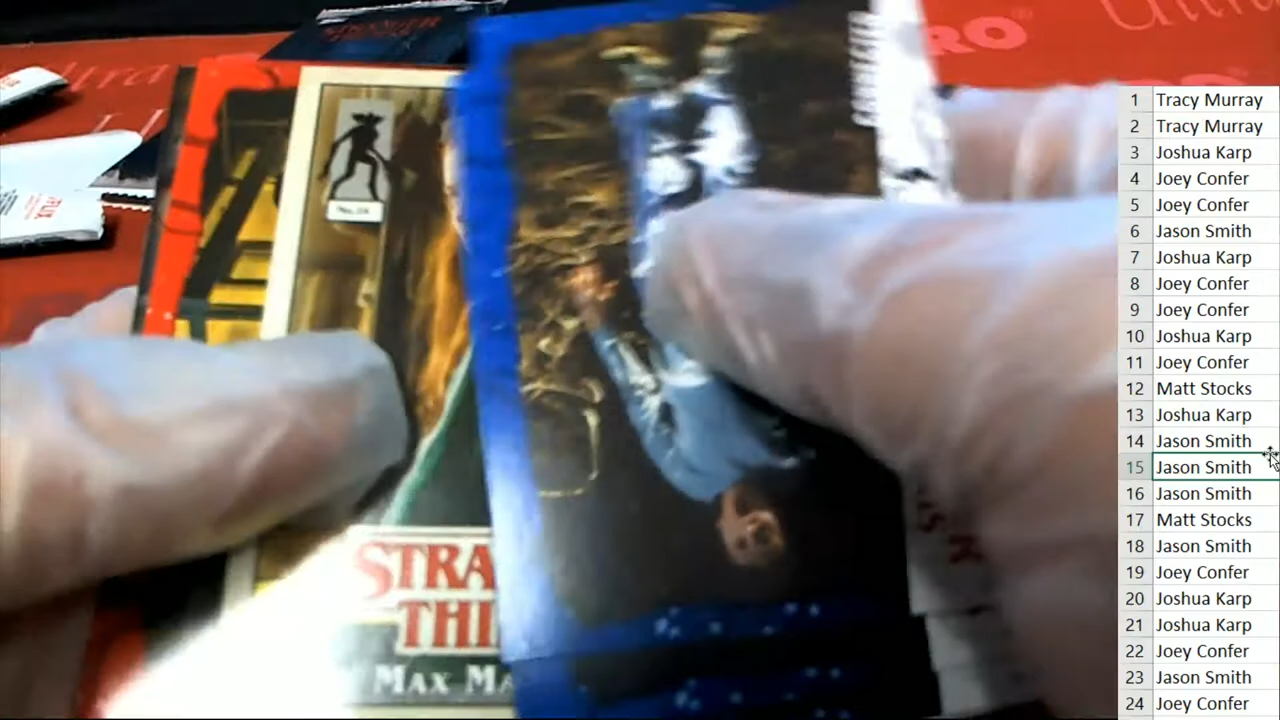 Ultra
RO®
Ultra
STRA
THI
MAX MA
1 Tracy Murray
2 Tracy Murray
3 Joshua Karp
4 Joey Confer
5 Joey Confer
6 Jason Smith
7 Joshua Karp
8 Joey Confer
9 Joey Confer
10 Joshua Karp
11 Joey Confer
12 Matt Stocks
13 Joshua Karp
14 Jason Smith
15 Jason Smith
16 Jason Smith
17 Matt Stocks
18 Jason Smith
19 Joey Confer
20 Joshua Karp
21 Joshua Karp
22 Joey Confer
23 Jason Smith
24 Joey Confer